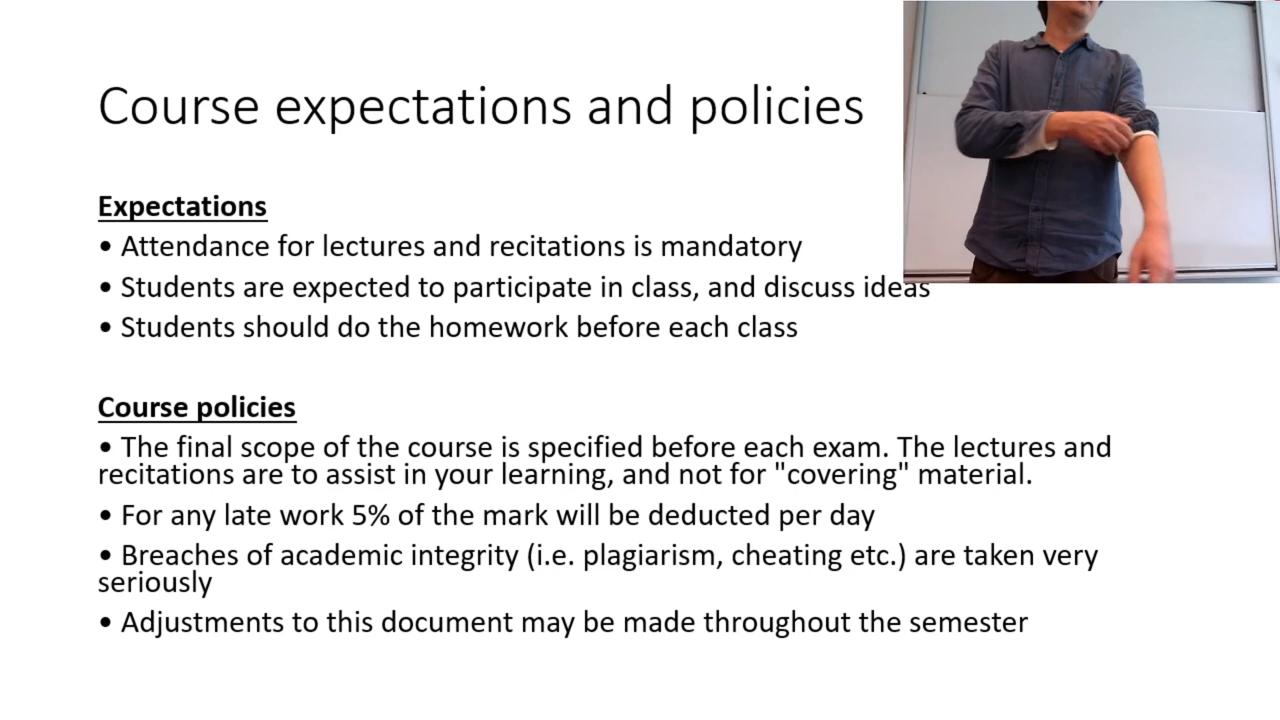 Course expectations and policies
Expectations
• Attendance for lectures and recitations is mandatory
• Students are expected to participate in class, and discuss ideas
• Students should do the homework before each class
Course policies
• The final scope of the course is specified before each exam. The lectures and
recitations are to assist in your learning, and not for "covering" material.
• For any late work 5% of the mark will be deducted per day
• Breaches of academic integrity (i.e. plagiarism, cheating etc.) are taken very
seriously
• Adjustments to this document may be made throughout the semester